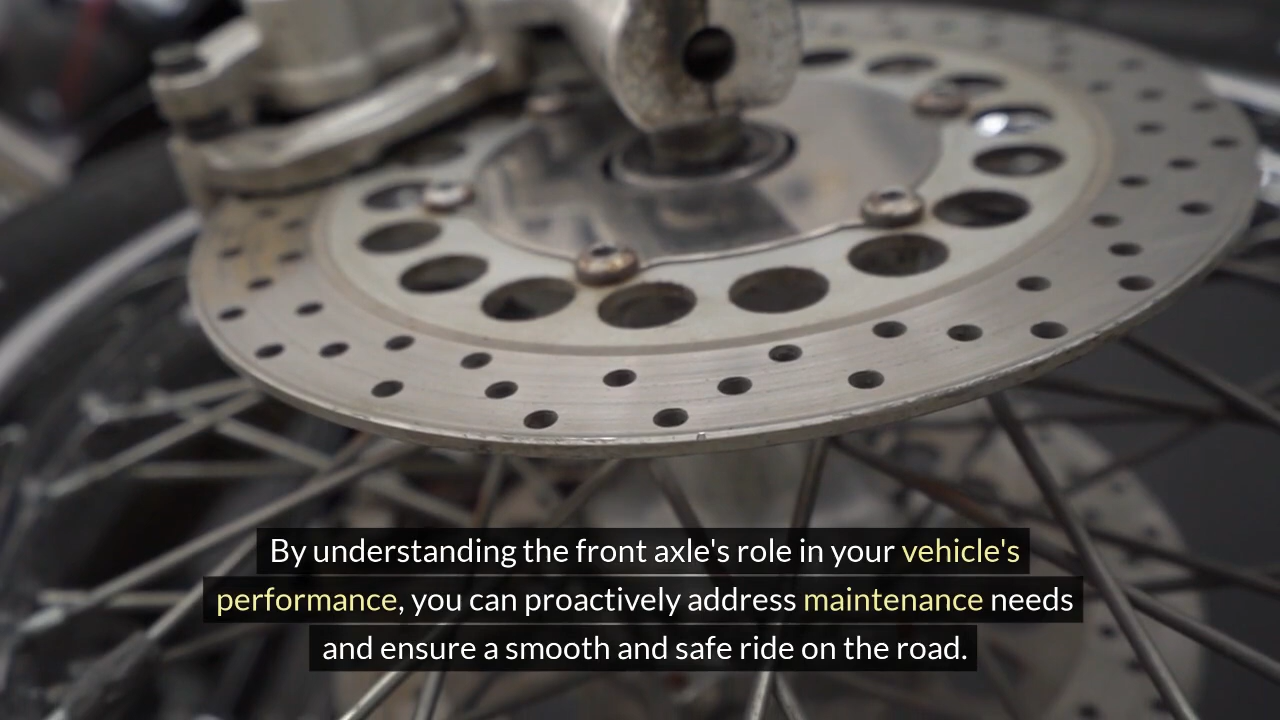 By understanding the front axle's role in your vehicle's
performance, you can proactively address maintenance needs
and ensure a smooth and safe ride on the road.